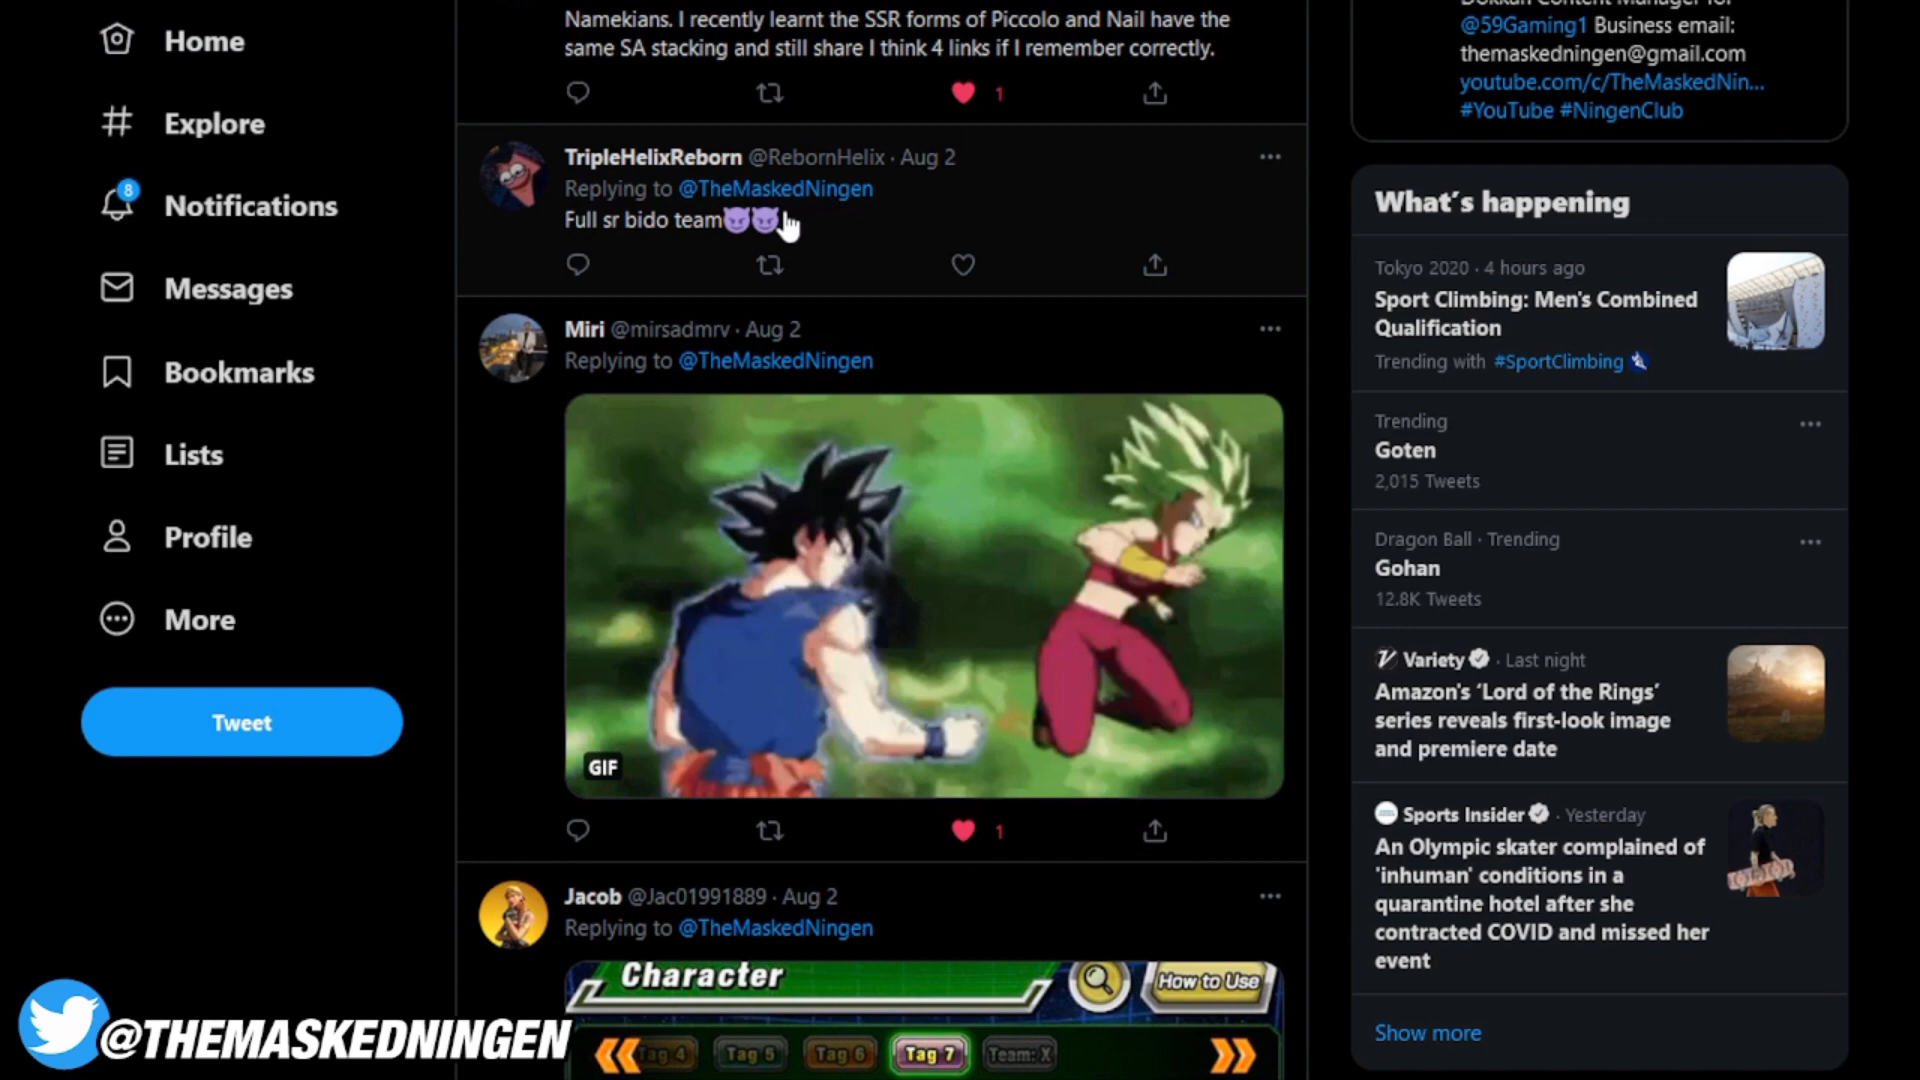 Home
Explore
8
Notifications
Messages
Bookmarks
Lists
Profile
More
Tweet
Namekians. I recently learnt the SSR forms of Piccolo and Nail have the
same SA stacking and still share I think 4 links if I remember correctly.
1
TripleHelixReborn @RebornHelix · Aug 2
Replying to @TheMaskedNingen
Full sr bido team😈😈
Miri @mirsadmrv · Aug 2
Replying to @TheMaskedNingen
GIF
1
Jacob @Jac01991889 · Aug 2
Replying to @TheMaskedNingen
Character
How to Use
Tag 4 Tag 5 Tag 6 Tag 7 Team: X
@59Gaming1 Business email:
themaskedningen@gmail.com
youtube.com/c/TheMaskedNin...
#YouTube #NingenClub
What's happening
Tokyo 2020 · 4 hours ago
Sport Climbing: Men's Combined
Qualification
Trending with #SportClimbing
Trending
Goten
2,015 Tweets
Dragon Ball · Trending
Gohan
12.8K Tweets
Variety · Last night
Amazon's 'Lord of the Rings'
series reveals first-look image
and premiere date
Sports Insider · Yesterday
An Olympic skater complained of
'inhuman' conditions in a
quarantine hotel after she
contracted COVID and missed her
event
Show more
@THEMASKEDNINGEN